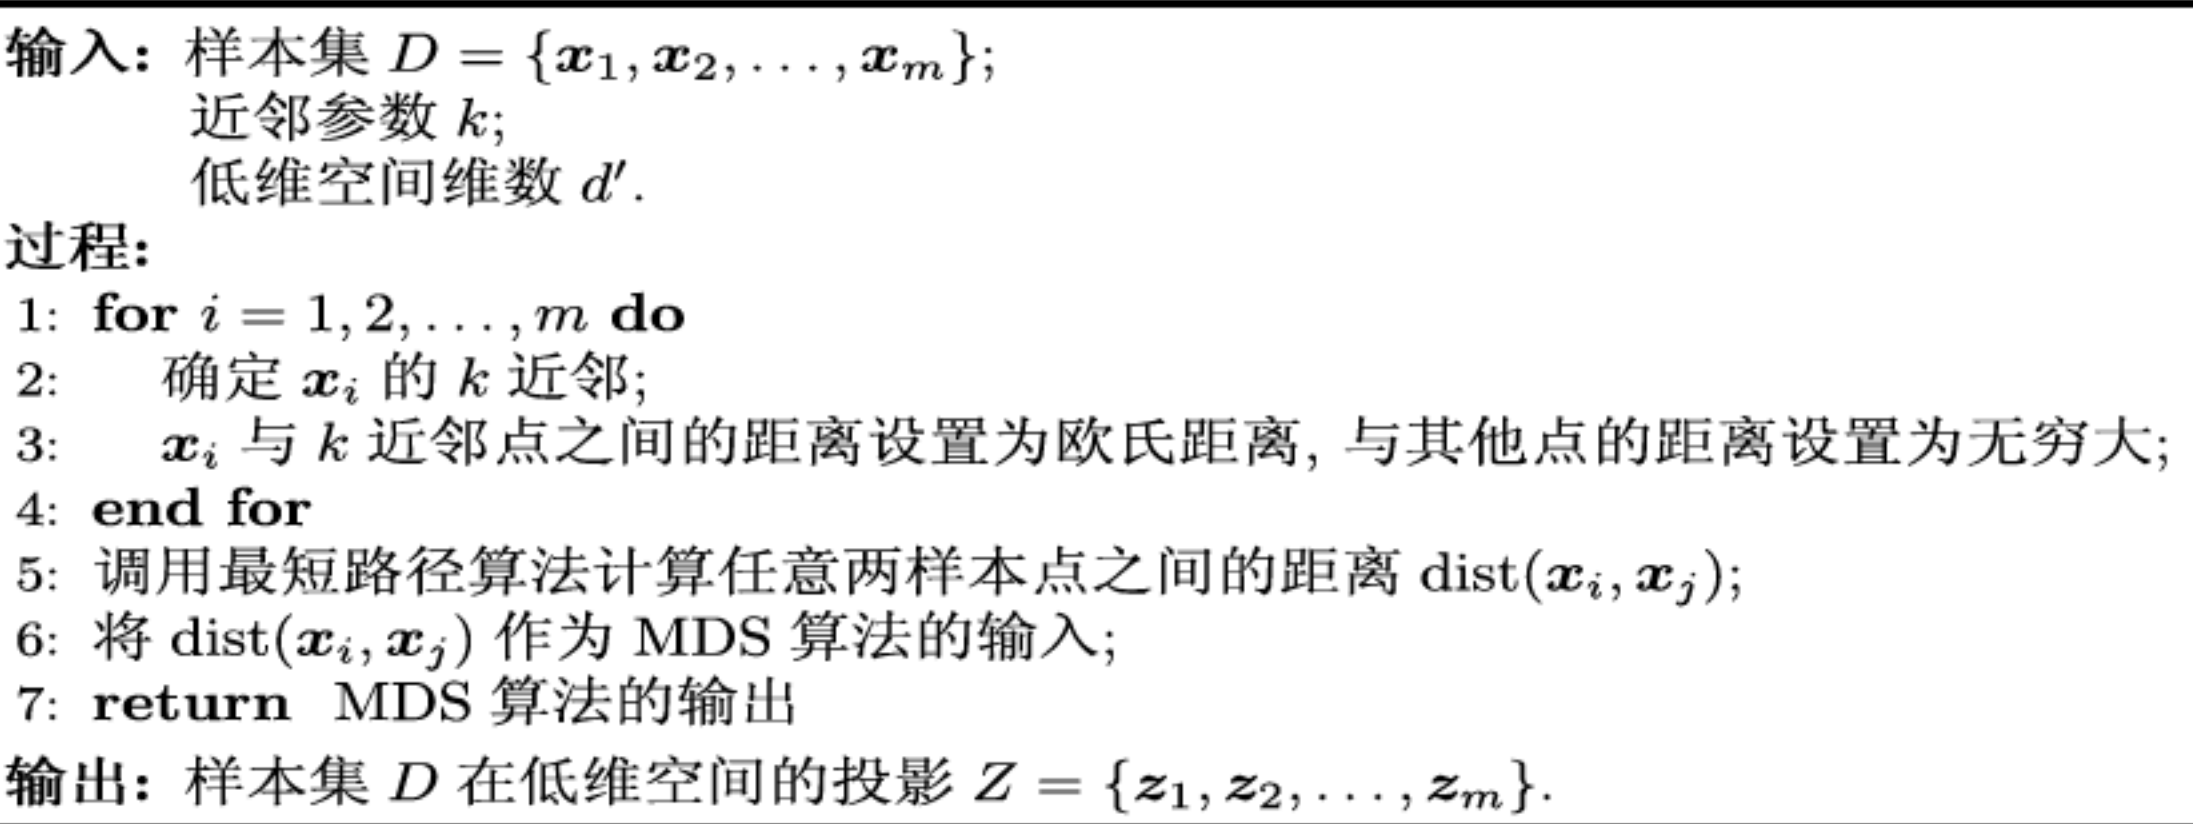 输入: 样本集 D = {x₁, x₂, . . . , xₘ};
近邻参数 k;
低维空间维数 d′.
过程:
1: for i = 1, 2, . . . , m do
2: 确定 xᵢ 的 k 近邻;
3: xᵢ 与 k 近邻点之间的距离设置为欧氏距离, 与其他点的距离设置为无穷大;
4: end for
5: 调用最短路径算法计算任意两样本点之间的距离 dist(xᵢ, xⱼ);
6: 将 dist(xᵢ, xⱼ) 作为 MDS 算法的输入;
7: return MDS 算法的输出
输出: 样本集 D 在低维空间的投影 Z = {z₁, z₂, . . . , zₘ}.